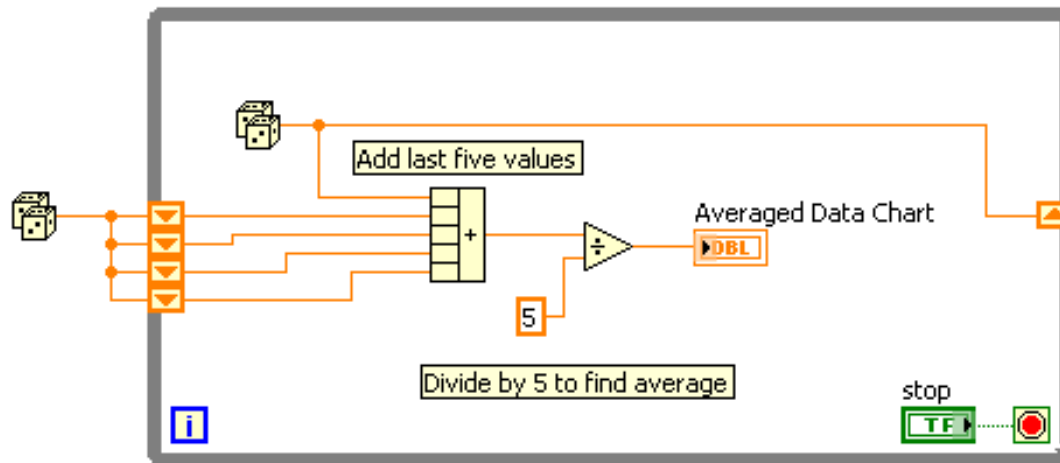 Add last five values
+
Averaged Data Chart
÷
DBL
5
Divide by 5 to find average
stop
i
TF